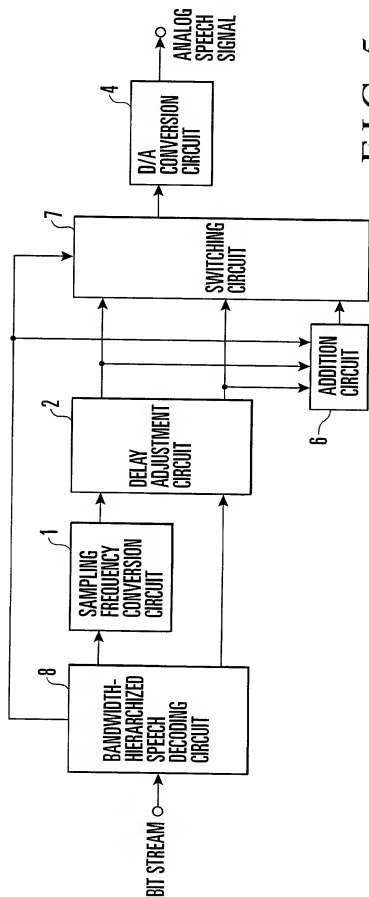 BIT STREAM
8
BANDWIDTH-
HIERARCHIZED
SPEECH
DECODING
CIRCUIT
1
SAMPLING
FREQUENCY
CONVERSION
CIRCUIT
2
DELAY
ADJUSTMENT
CIRCUIT
6
ADDITION
CIRCUIT
7
SWITCHING
CIRCUIT
4
D/A
CONVERSION
CIRCUIT
ANALOG
SPEECH
SIGNAL
FIG. 5